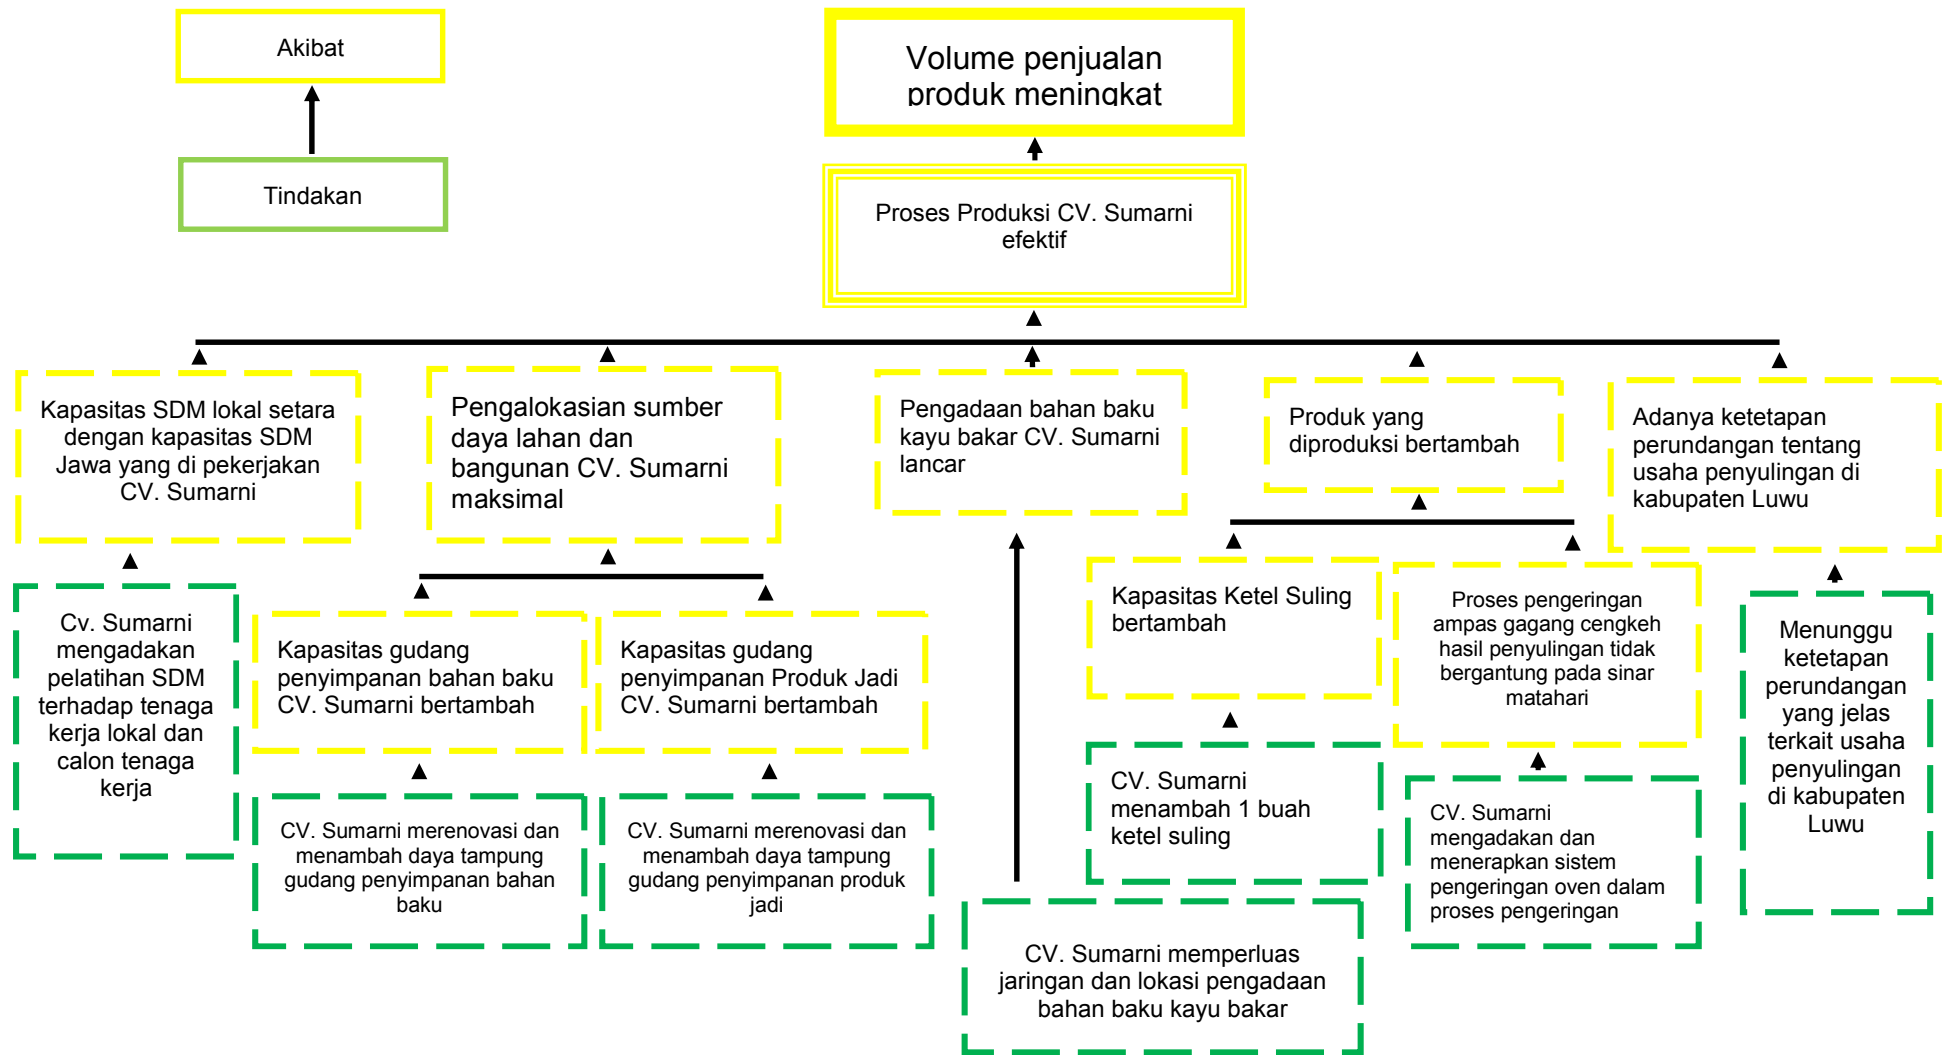 Akibat
Tindakan
Volume penjualan
produk meningkat
Proses Produksi CV. Sumarni
efektif
Kapasitas SDM lokal setara
dengan kapasitas SDM
Jawa yang di pekerjakan
CV. Sumarni
Pengalokasian sumber
daya lahan dan
bangunan CV. Sumarni
maksimal
Pengadaan bahan baku
kayu bakar CV. Sumarni
lancar
Produk yang
diproduksi bertambah
Adanya ketetapan
perundangan tentang
usaha penyulingan di
kabupaten Luwu
Cv. Sumarni
mengadakan
pelatihan SDM
terhadap tenaga
kerja lokal dan
calon tenaga
kerja
Kapasitas gudang
penyimpanan bahan baku
CV. Sumarni bertambah
Kapasitas gudang
penyimpanan Produk Jadi
CV. Sumarni bertambah
Kapasitas Ketel Suling
bertambah
Proses pengeringan
ampas gagang cengkeh
hasil penyulingan tidak
bergantung pada sinar
matahari
Menunggu
ketetapan
perundangan
yang jelas
terkait usaha
penyulingan
di kabupaten
Luwu
CV. Sumarni merenovasi dan
menambah daya tampung
gudang penyimpanan bahan
baku
CV. Sumarni merenovasi dan
menambah daya tampung
gudang penyimpanan produk
jadi
CV. Sumarni
menambah 1 buah
ketel suling
CV. Sumarni
mengadakan dan
menerapkan sistem
pengeringan oven dalam
proses pengeringan
CV. Sumarni memperluas
jaringan dan lokasi pengadaan
bahan baku kayu bakar